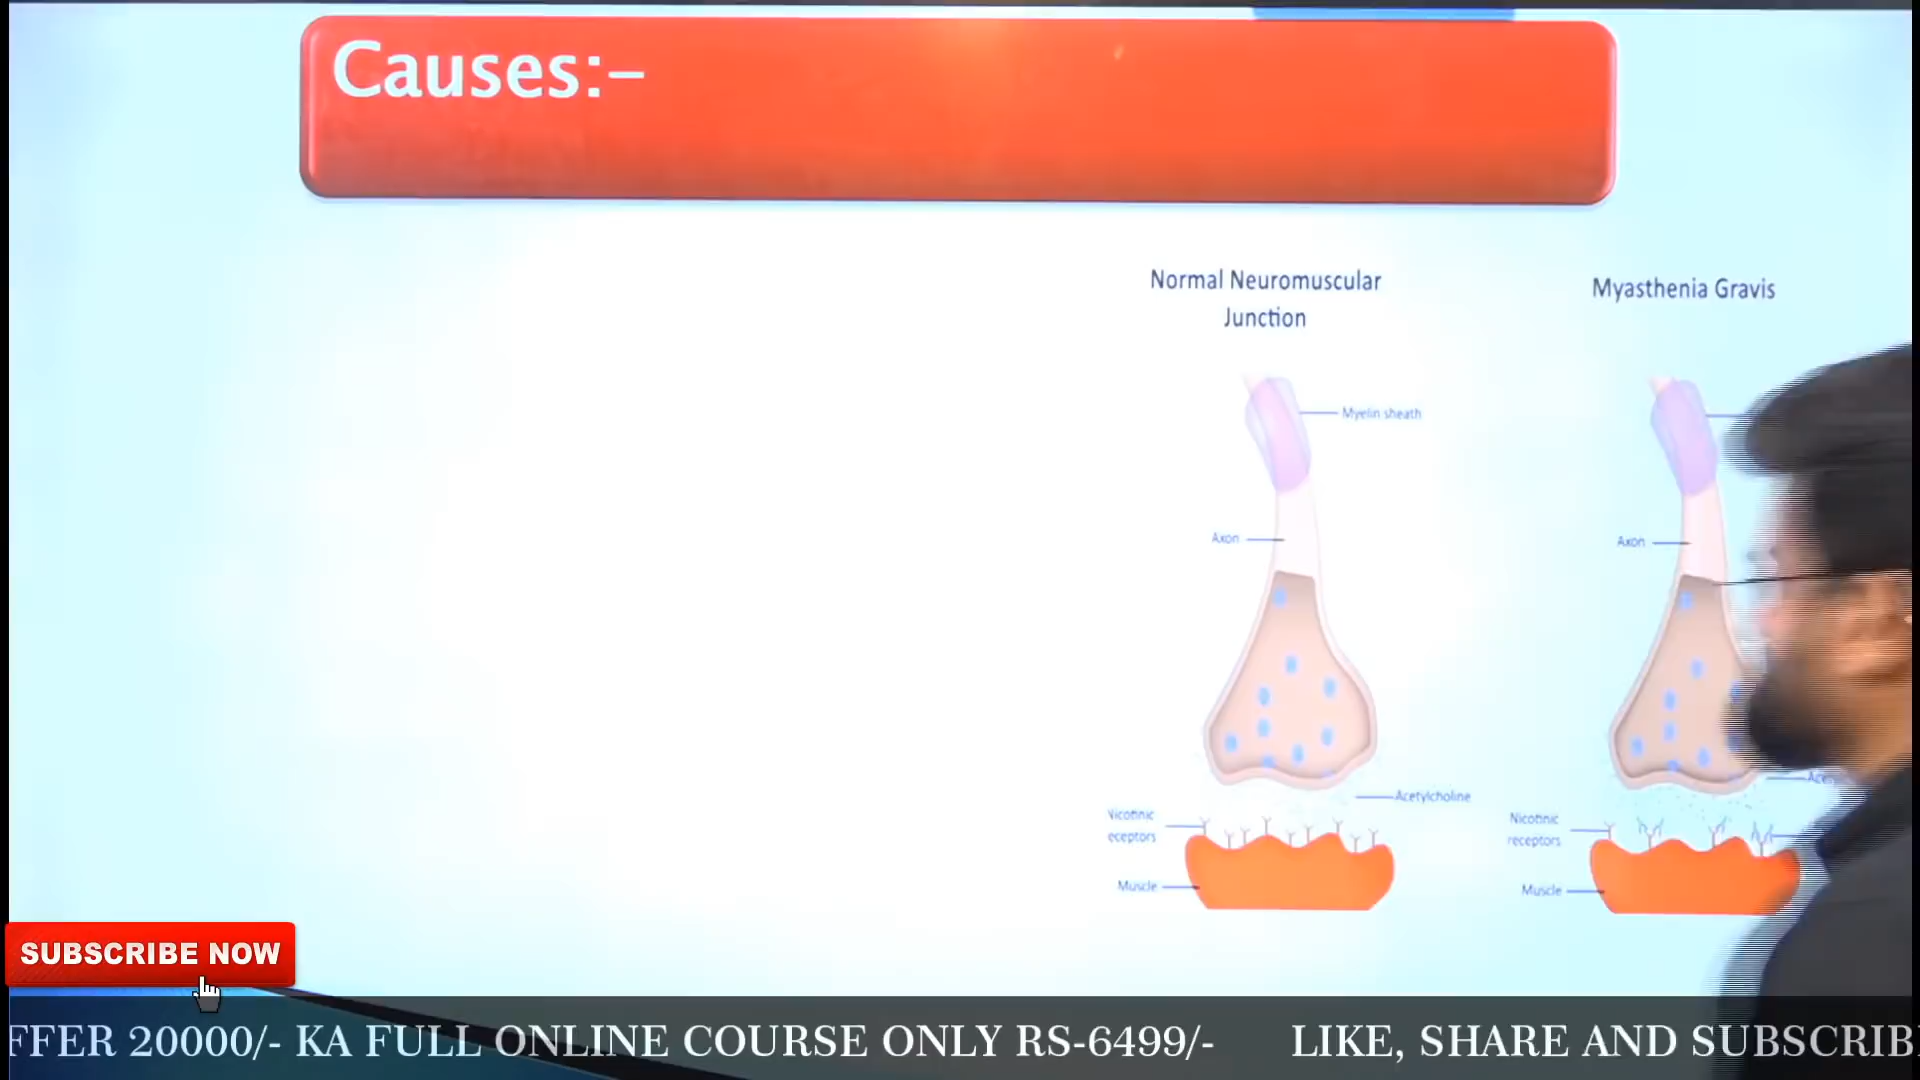 Causes:-
Normal Neuromuscular
Junction
Myelin sheath
Axon
Acetylcholine
Nicotinic
eceptors
Muscle
Myasthenia Gravis
Axon
Nicotinic
receptors
Muscle
SUBSCRIBE NOW
FFER 20000/- KA FULL ONLINE COURSE ONLY RS-6499/- LIKE, SHARE AND SUBSCRIB